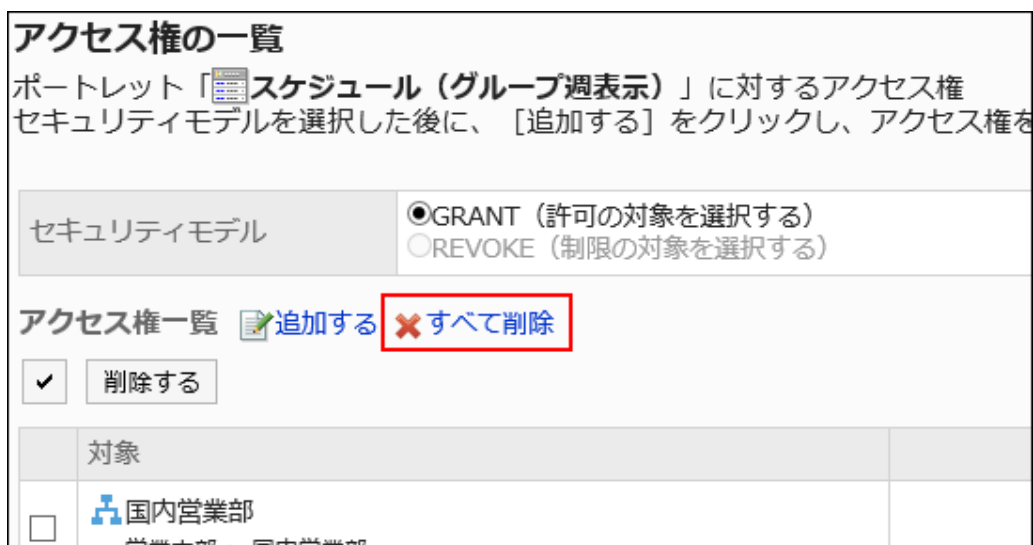 アクセス権の一覧
ポートレット「スケジュール（グループ週表示）」に対するアクセス権
セキュリティモデルを選択した後に、［追加する］をクリックし、アクセス権を
セキュリティモデル
GRANT（許可の対象を選択する）
REVOKE（制限の対象を選択する）
アクセス権一覧 追加する すべて削除
削除する
対象
国内営業部